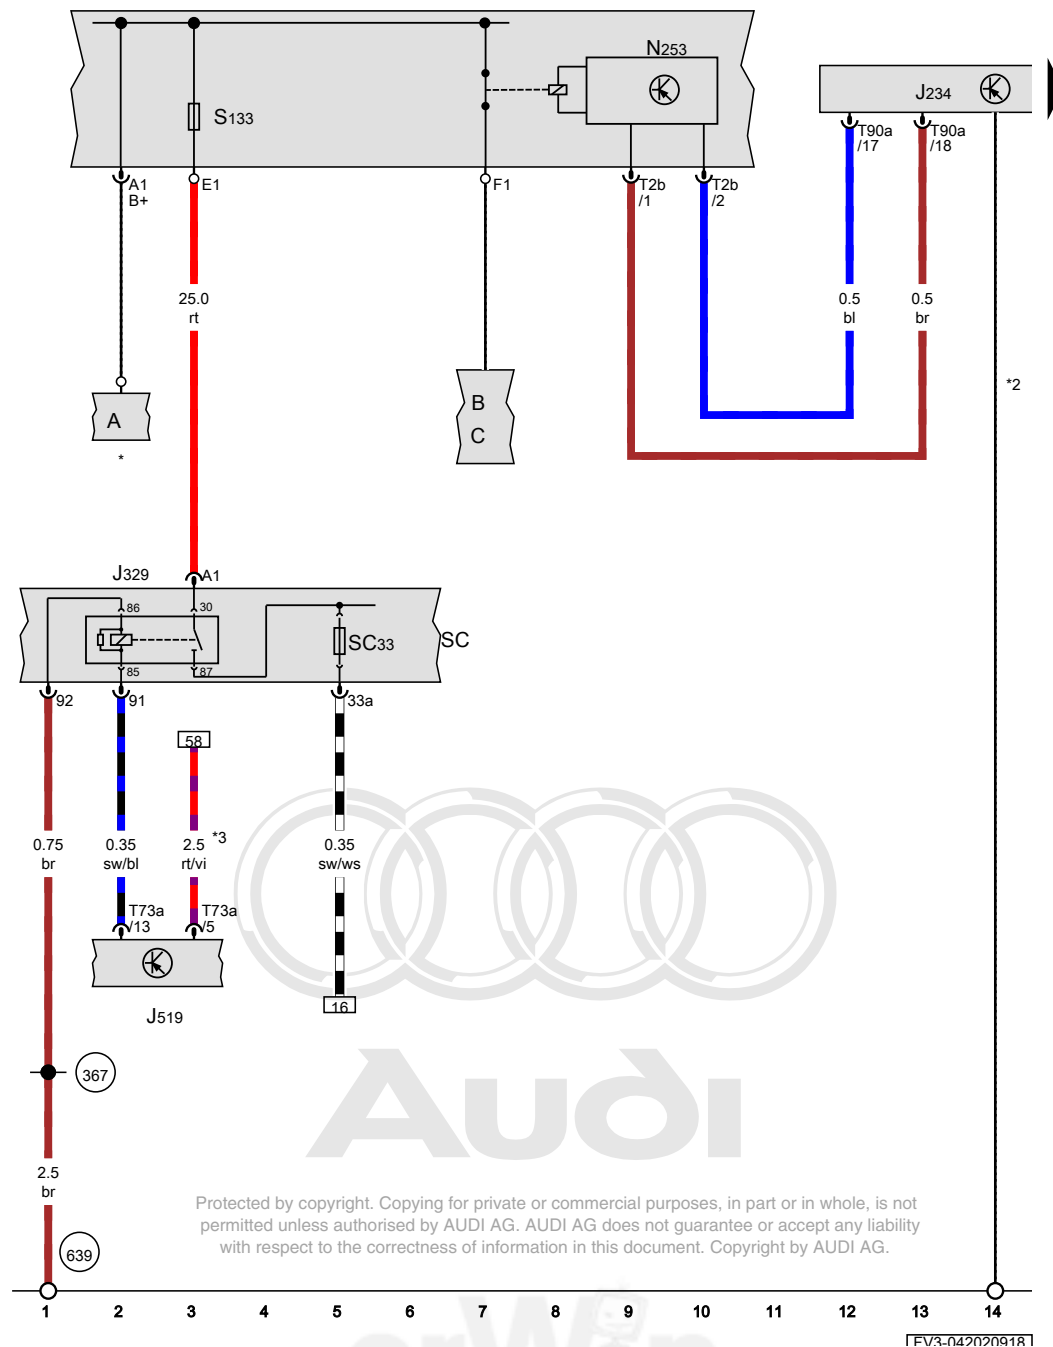 N253
S133
J234
T90a
/17
T90a
/18
A1
B+
E1
F1
T2b
/1
T2b
/2
25.0
rt
0.5
bl
0.5
br
*2
A
*
B
C
J329
A1
86
30
SC33
SC
85
87
92
91
33a
58
0.75
br
0.35
sw/bl
2.5
rt/vi
*3
0.35
sw/ws
T73a
/13
T73a
/5
J519
16
367
Audi
2.5
br
Protected by copyright. Copying for private or commercial purposes, in part or in whole, is not
permitted unless authorised by AUDI AG. AUDI AG does not guarantee or accept any liability
with respect to the correctness of information in this document. Copyright by AUDI AG.
639
1 2 3 4 5 6 7 8 9 10 11 12 13 14
EV3-042020918